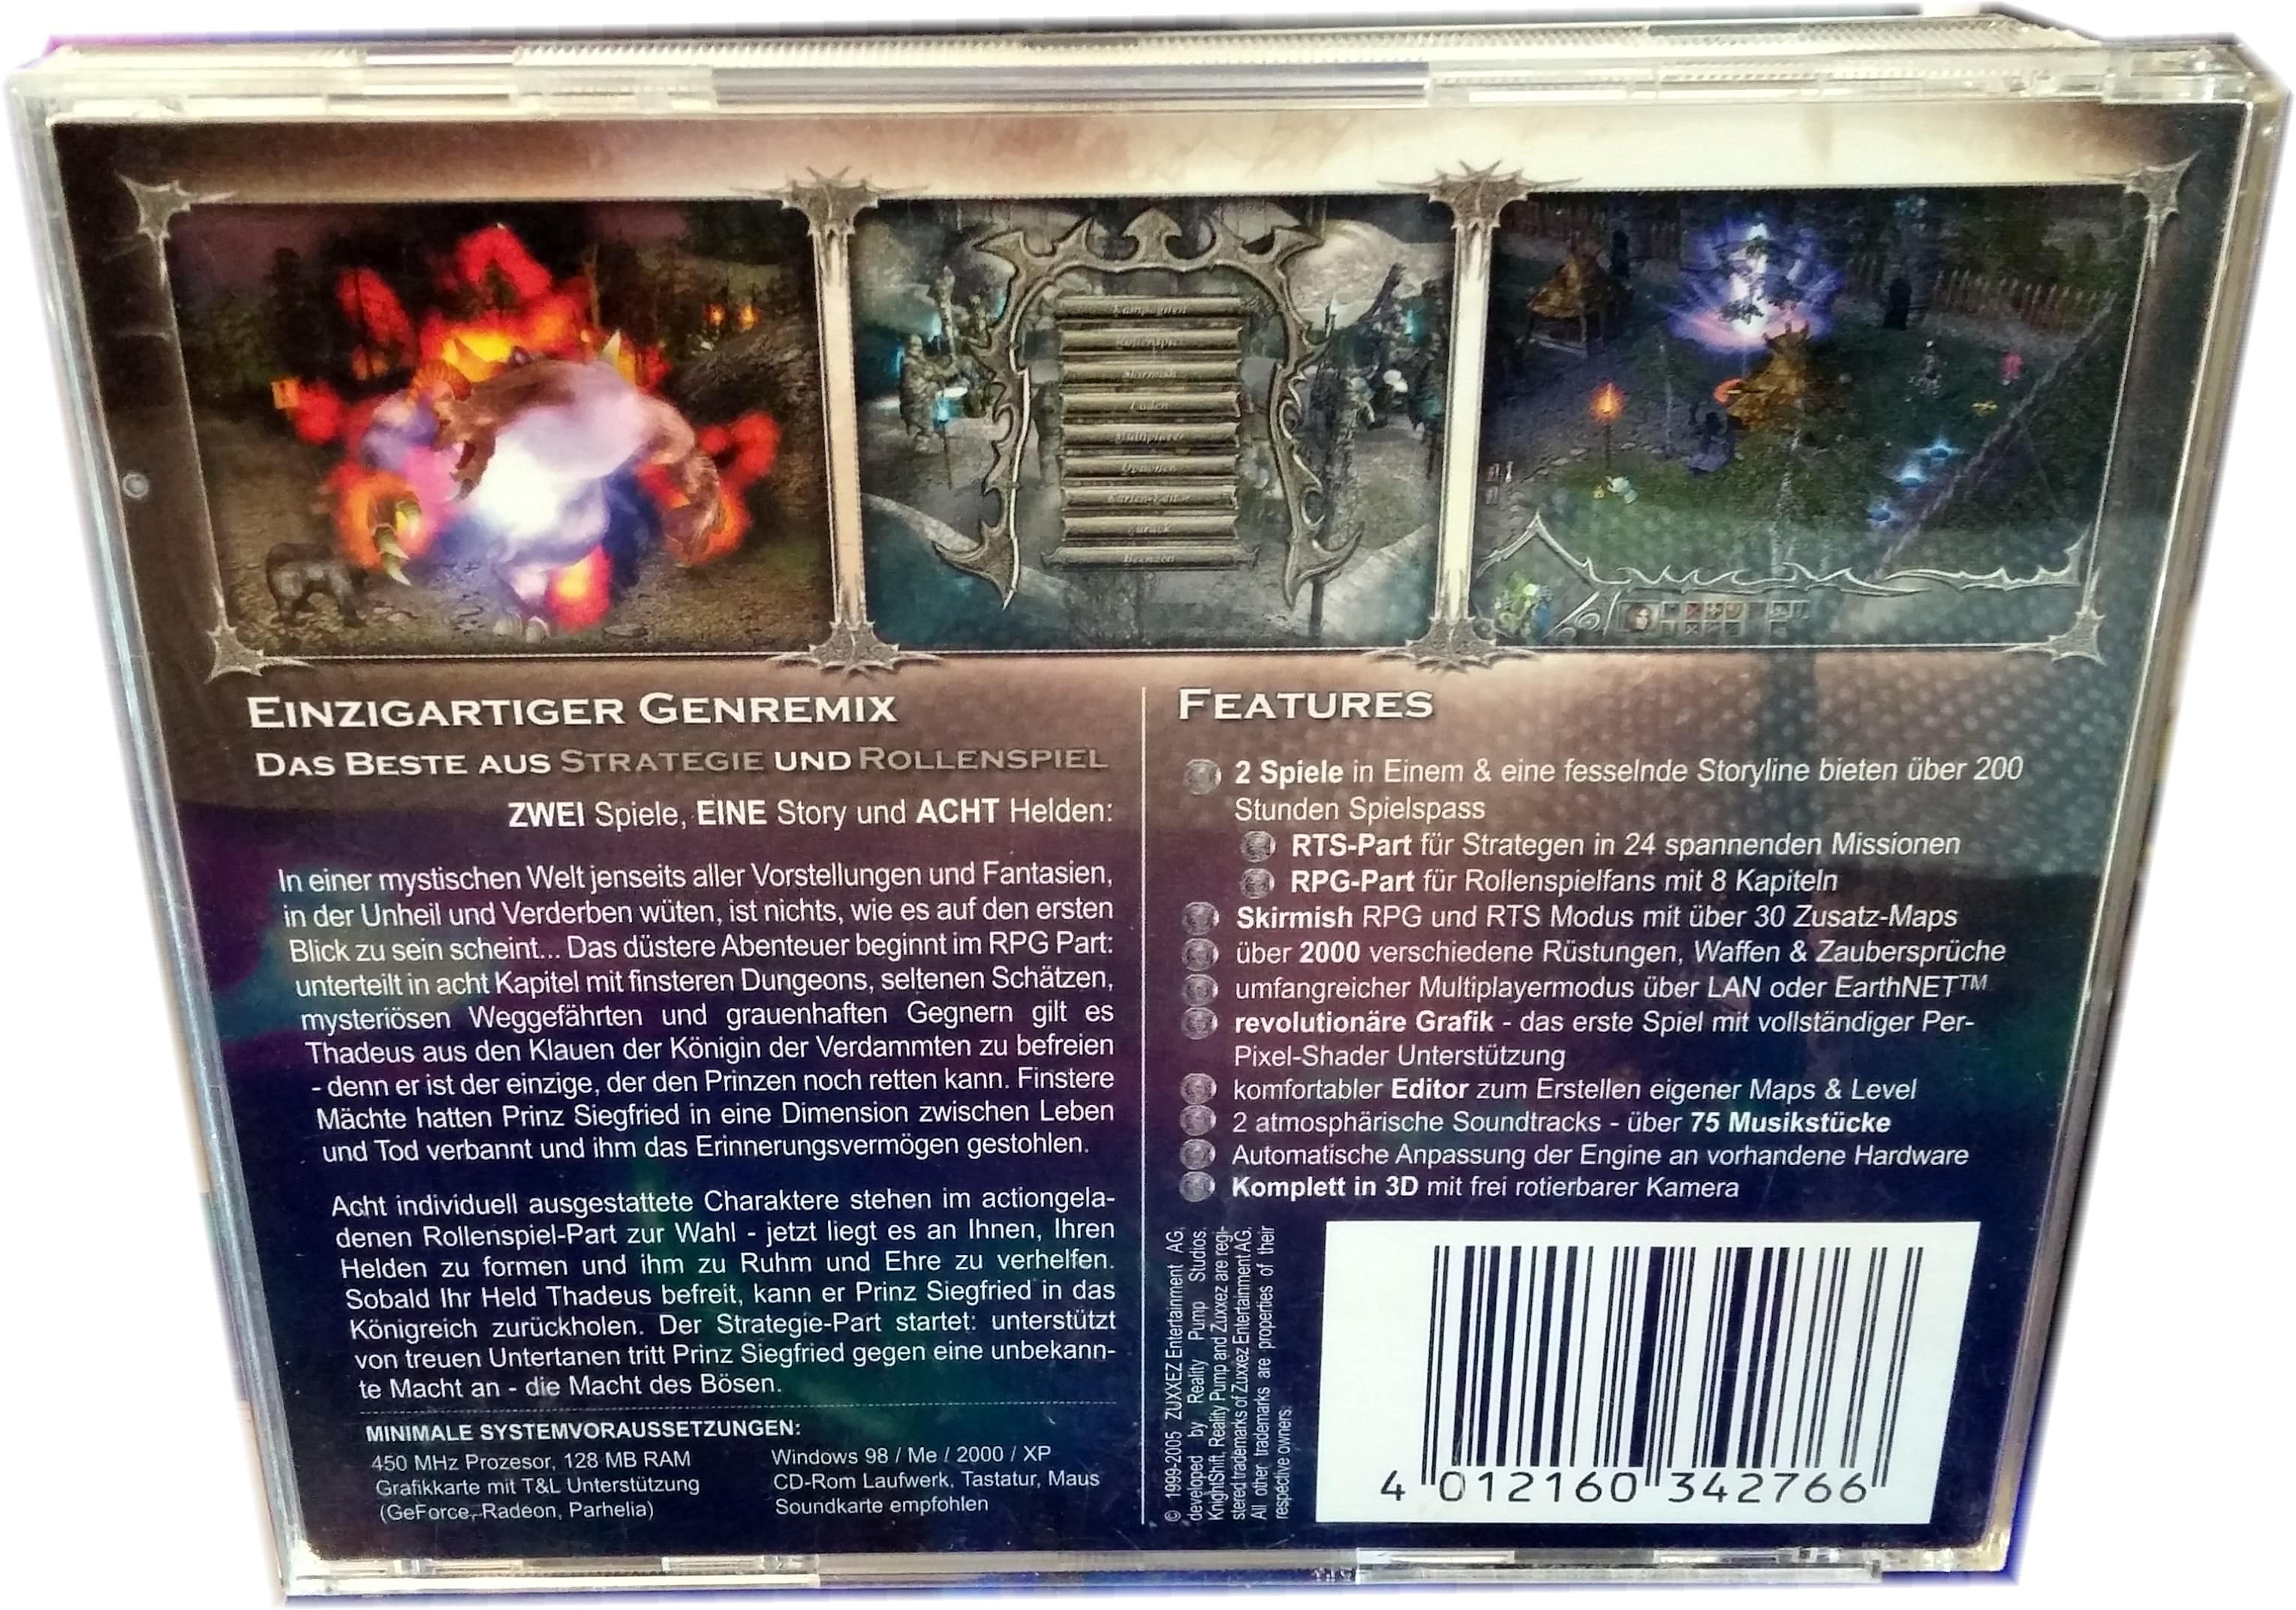 Kampagnen
Rollenspiel
Skirmish
Laden
Multiplayer
Optionen
Karten-Editor
Zurück
Beenden
EINZIGARTIGER GENREMIX
DAS BESTE AUS STRATEGIE UND ROLLENSPIEL
ZWEI Spiele, EINE Story und ACHT Helden:
In einer mystischen Welt jenseits aller Vorstellungen und Fantasien,
in der Unheil und Verderben wüten, ist nichts, wie es auf den ersten
Blick zu sein scheint... Das düstere Abenteuer beginnt im RPG Part:
unterteilt in acht Kapitel mit finsteren Dungeons, seltenen Schätzen,
mysteriösen Weggefährten und grauenhaften Gegnern gilt es
Thadeus aus den Klauen der Königin der Verdammten zu befreien
- denn er ist der einzige, der den Prinzen noch retten kann. Finstere
Mächte hatten Prinz Siegfried in eine Dimension zwischen Leben
und Tod verbannt und ihm das Erinnerungsvermögen gestohlen.
Acht individuell ausgestattete Charaktere stehen im actiongela-
denen Rollenspiel-Part zur Wahl - jetzt liegt es an Ihnen, Ihren
Helden zu formen und ihm zu Ruhm und Ehre zu verhelfen.
Sobald Ihr Held Thadeus befreit, kann er Prinz Siegfried in das
Königreich zurückholen. Der Strategie-Part startet: unterstützt
von treuen Untertanen tritt Prinz Siegfried gegen eine unbekann-
te Macht an - die Macht des Bösen.
MINIMALE SYSTEMVORAUSSETZUNGEN:
450 MHz Prozesor, 128 MB RAM
Grafikkarte mit T&L Unterstützung
(GeForce, Radeon, Parhelia)
Windows 98 / Me / 2000 / XP
CD-Rom Laufwerk, Tastatur, Maus
Soundkarte empfohlen
FEATURES
2 Spiele in Einem & eine fesselnde Storyline bieten über 200
Stunden Spielspass
RTS-Part für Strategen in 24 spannenden Missionen
RPG-Part für Rollenspielfans mit 8 Kapiteln
Skirmish RPG und RTS Modus mit über 30 Zusatz-Maps
über 2000 verschiedene Rüstungen, Waffen & Zaubersprüche
umfangreicher Multiplayermodus über LAN oder EarthNET™
revolutionäre Grafik - das erste Spiel mit vollständiger Per-
Pixel-Shader Unterstützung
komfortabler Editor zum Erstellen eigener Maps & Level
2 atmosphärische Soundtracks - über 75 Musikstücke
Automatische Anpassung der Engine an vorhandene Hardware
Komplett in 3D mit frei rotierbarer Kamera
© 1999-2005 ZUXXEZ Entertainment AG,
developed by Reality Pump Studios.
KnightShift, Reality Pump and Zuxxez are regi-
stered trademarks of Zuxxez Entertainment AG.
All other trademarks are properties of their
respective owners.
4 012160 342766